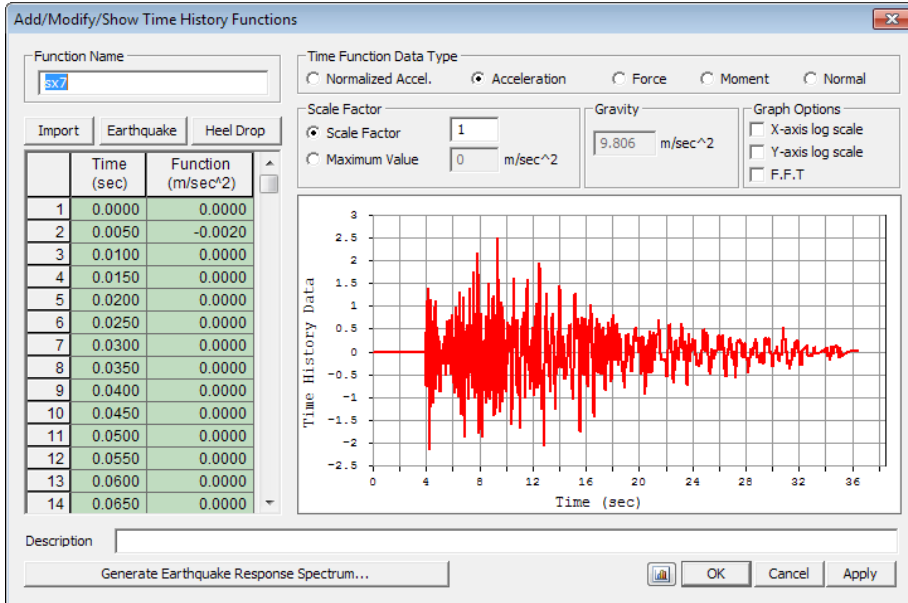 Add/Modify/Show Time History Functions
Function Name
sx7
Import Earthquake Heel Drop
Time (sec) Function (m/sec^2)
1 0.0000 0.0000
2 0.0050 -0.0020
3 0.0100 0.0000
4 0.0150 0.0000
5 0.0200 0.0000
6 0.0250 0.0000
7 0.0300 0.0000
8 0.0350 0.0000
9 0.0400 0.0000
10 0.0450 0.0000
11 0.0500 0.0000
12 0.0550 0.0000
13 0.0600 0.0000
14 0.0650 0.0000
Time Function Data Type
Normalized Accel. Acceleration Force Moment Normal
Scale Factor
Scale Factor 1
Maximum Value 0 m/sec^2
Gravity
9.806 m/sec^2
Graph Options
X-axis log scale
Y-axis log scale
F.F.T
Time History Data
3
2.5
2
1.5
1
0.5
0
-0.5
-1
-1.5
-2
-2.5
0 4 8 12 16 20 24 28 32 36
Time (sec)
Description
Generate Earthquake Response Spectrum...
OK Cancel Apply